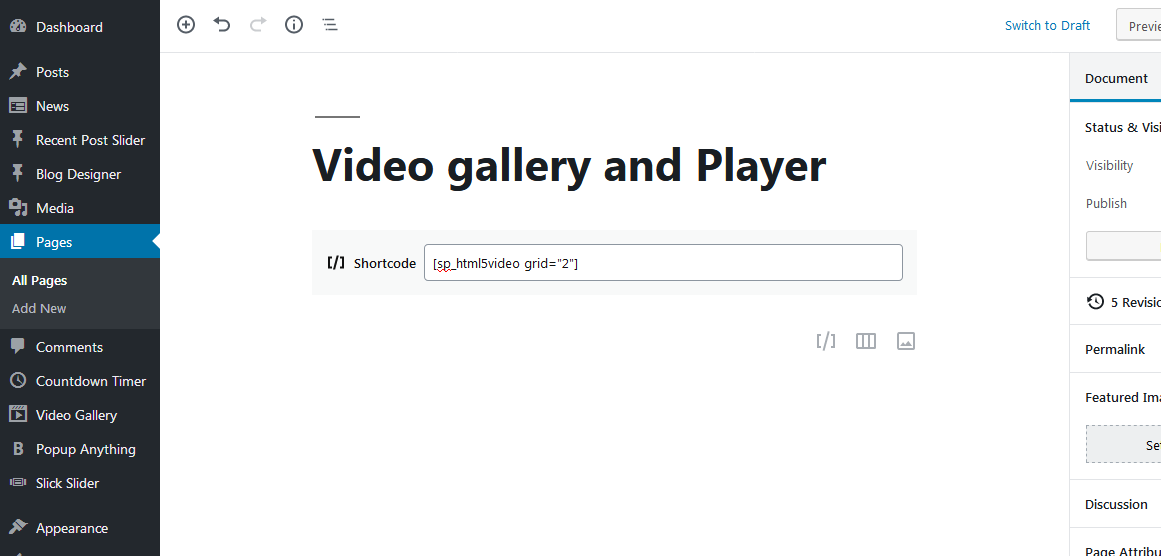 Dashboard
Posts
News
Recent Post Slider
Blog Designer
Media
Pages
All Pages
Add New
Comments
Countdown Timer
Video Gallery
B Popup Anything
Slick Slider
Appearance
Switch to Draft
Previe
Video gallery and Player
[/] Shortcode [sp_html5video grid="2"]
[/]
Document
Status & Visi
Visibility
Publish
5 Revisio
Permalink
Featured Ima
Set
Discussion
Page Attribu